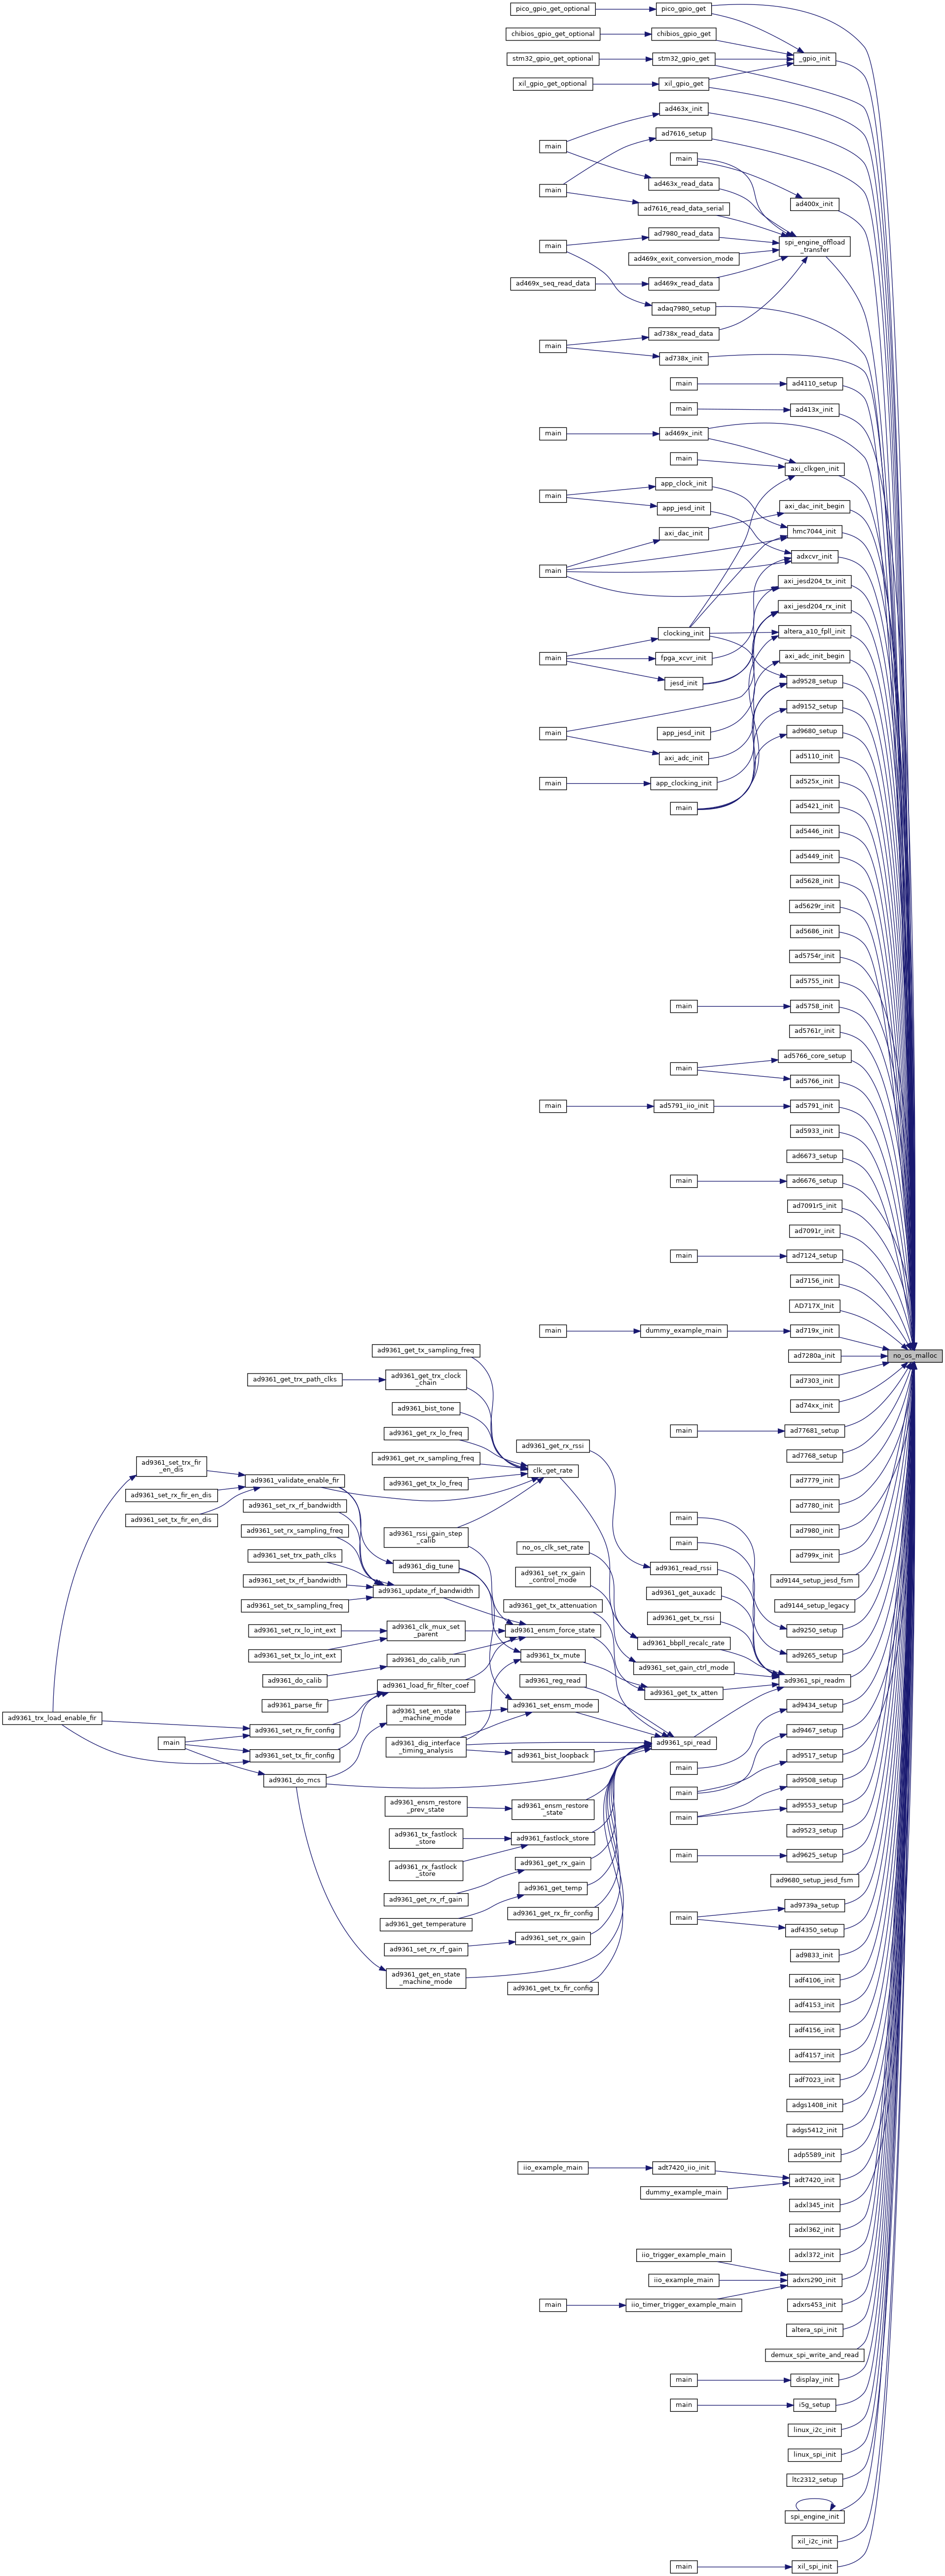 pico_gpio_get_optional
pico_gpio_get
chibios_gpio_get_optional
chibios_gpio_get
stm32_gpio_get_optional
stm32_gpio_get
_gpio_init
xil_gpio_get_optional
xil_gpio_get
ad463x_init
ad7616_setup
main
main
ad463x_read_data
main
ad400x_init
ad7616_read_data_serial
ad7980_read_data
main
spi_engine_offload
_transfer
ad469x_exit_conversion_mode
ad469x_seq_read_data
ad469x_read_data
adaq7980_setup
ad738x_read_data
main
ad738x_init
main
ad4110_setup
main
ad413x_init
main
ad469x_init
main
axi_clkgen_init
app_clock_init
main
app_jesd_init
axi_dac_init_begin
axi_dac_init
hmc7044_init
adxcvr_init
main
axi_jesd204_tx_init
axi_jesd204_rx_init
clocking_init
altera_a10_fpll_init
main
fpga_xcvr_init
axi_adc_init_begin
jesd_init
ad9528_setup
ad9152_setup
main
app_jesd_init
ad9680_setup
axi_adc_init
ad5110_init
main
app_clocking_init
ad525x_init
main
ad5421_init
ad5446_init
ad5449_init
ad5628_init
ad5629r_init
ad5686_init
ad5754r_init
ad5755_init
main
ad5758_init
ad5761r_init
ad5766_core_setup
main
ad5766_init
main
ad5791_iio_init
ad5791_init
ad5933_init
ad6673_setup
main
ad6676_setup
ad7091r5_init
ad7091r_init
main
ad7124_setup
ad7156_init
AD717X_Init
main
dummy_example_main
ad719x_init
ad9361_get_tx_sampling_freq
ad7280a_init
no_os_malloc
ad9361_get_trx_path_clks
ad9361_get_trx_clock
_chain
ad7303_init
ad9361_bist_tone
ad74xx_init
ad9361_get_rx_lo_freq
main
ad77681_setup
ad9361_get_rx_rssi
ad9361_get_rx_sampling_freq
ad7768_setup
ad9361_set_trx_fir
_en_dis
clk_get_rate
ad9361_validate_enable_fir
ad9361_get_tx_lo_freq
ad7779_init
ad9361_set_rx_fir_en_dis
ad9361_set_rx_rf_bandwidth
ad7780_init
ad9361_set_tx_fir_en_dis
main
ad9361_set_rx_sampling_freq
ad9361_rssi_gain_step
_calib
ad7980_init
main
no_os_clk_set_rate
ad9361_set_trx_path_clks
ad799x_init
ad9361_dig_tune
ad9361_read_rssi
ad9361_set_tx_rf_bandwidth
ad9361_set_rx_gain
_control_mode
ad9144_setup_jesd_fsm
ad9361_update_rf_bandwidth
ad9361_get_auxadc
ad9361_set_tx_sampling_freq
ad9361_get_tx_attenuation
ad9144_setup_legacy
ad9361_get_tx_rssi
ad9361_set_rx_lo_int_ext
ad9361_clk_mux_set
_parent
ad9361_ensm_force_state
ad9250_setup
ad9361_bbpll_recalc_rate
ad9361_set_tx_lo_int_ext
ad9361_do_calib_run
ad9361_tx_mute
ad9265_setup
ad9361_set_gain_ctrl_mode
ad9361_do_calib
ad9361_load_fir_filter_coef
ad9361_reg_read
ad9361_spi_readm
ad9361_get_tx_atten
ad9361_parse_fir
ad9361_set_ensm_mode
ad9434_setup
ad9361_trx_load_enable_fir
ad9361_set_en_state
_machine_mode
ad9361_set_rx_fir_config
ad9467_setup
main
ad9361_dig_interface
_timing_analysis
ad9361_spi_read
ad9361_set_tx_fir_config
ad9361_bist_loopback
ad9517_setup
main
ad9361_do_mcs
ad9508_setup
main
ad9361_ensm_restore
_prev_state
ad9361_ensm_restore
_state
ad9553_setup
main
ad9523_setup
ad9361_tx_fastlock
_store
ad9361_fastlock_store
main
ad9625_setup
ad9361_rx_fastlock
_store
ad9361_get_rx_gain
ad9680_setup_jesd_fsm
ad9361_get_temp
ad9361_get_rx_rf_gain
ad9739a_setup
ad9361_get_rx_fir_config
main
ad9361_get_temperature
adf4350_setup
ad9361_set_rx_gain
ad9361_set_rx_rf_gain
ad9833_init
ad9361_get_en_state
_machine_mode
adf4106_init
ad9361_get_tx_fir_config
adf4153_init
adf4156_init
adf4157_init
adf7023_init
adgs1408_init
adgs5412_init
adp5589_init
iio_example_main
adt7420_iio_init
adt7420_init
dummy_example_main
adxl345_init
adxl362_init
adxl372_init
iio_trigger_example_main
iio_example_main
adxrs290_init
main
iio_timer_trigger_example_main
adxrs453_init
altera_spi_init
demux_spi_write_and_read
main
display_init
main
i5g_setup
linux_i2c_init
linux_spi_init
ltc2312_setup
spi_engine_init
xil_i2c_init
main
xil_spi_init